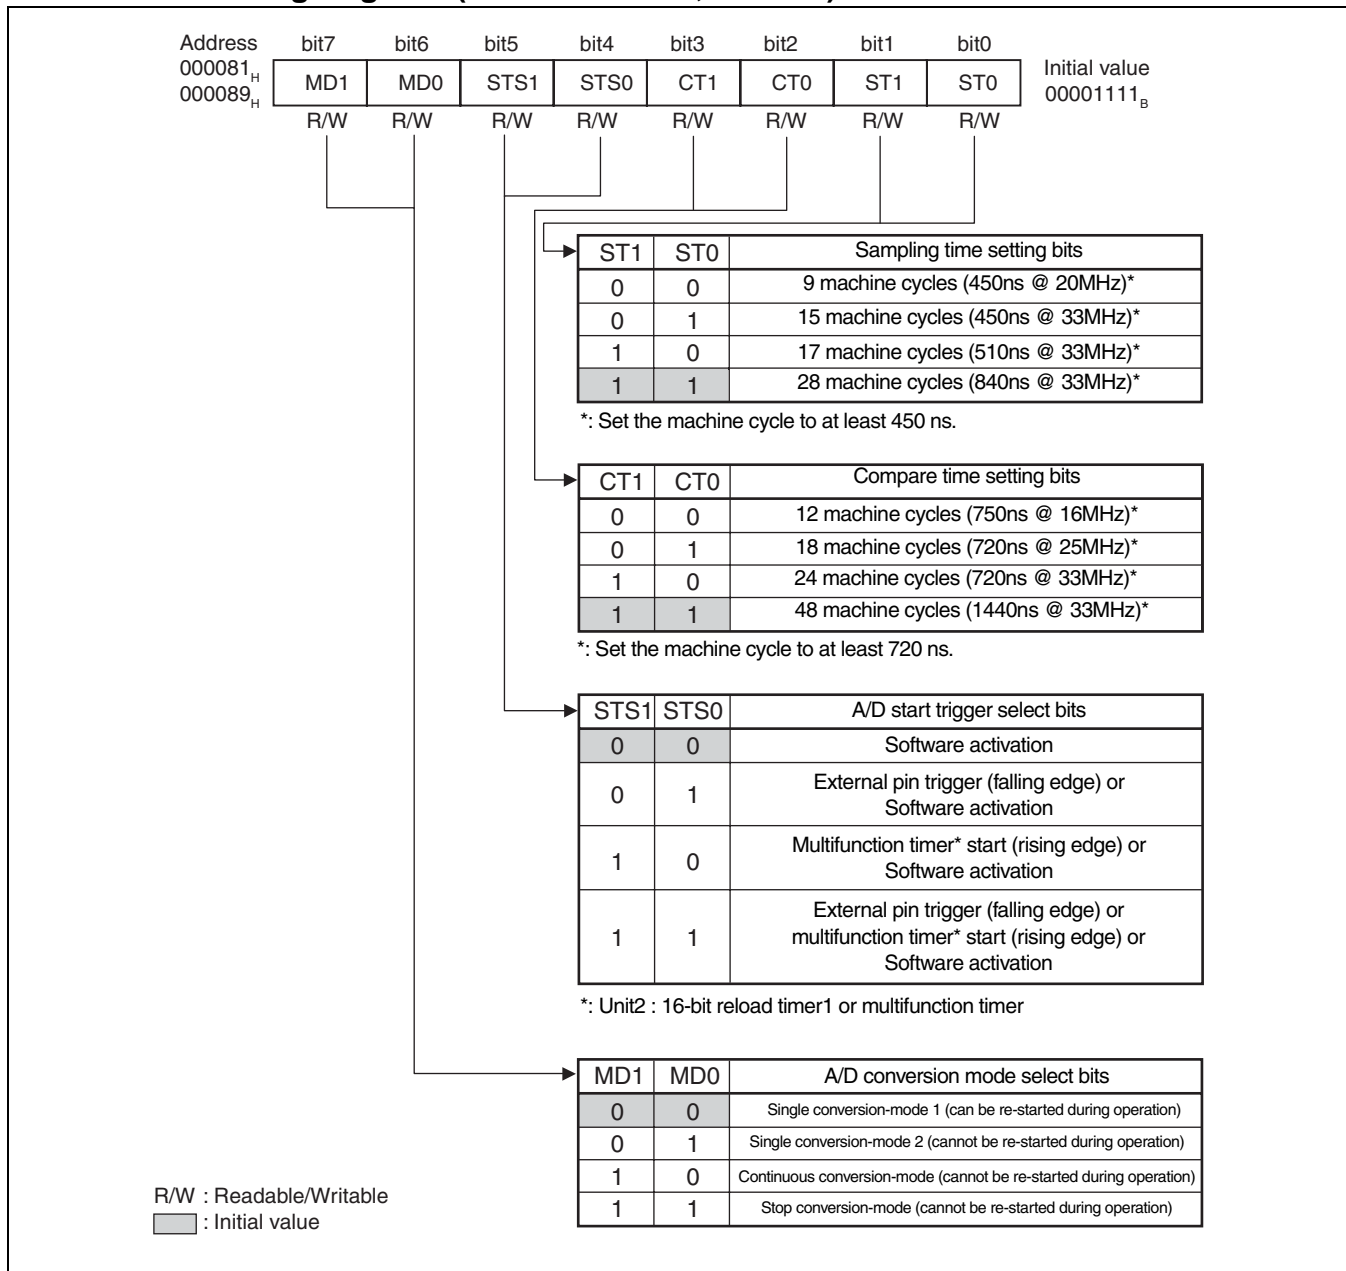 Address bit7 bit6 bit5 bit4 bit3 bit2 bit1 bit0
000081H
000089H
MD1 MD0 STS1 STS0 CT1 CT0 ST1 ST0
Initial value
00001111B
R/W R/W R/W R/W R/W R/W R/W R/W
ST1 ST0 Sampling time setting bits
0 0 9 machine cycles (450ns @ 20MHz)*
0 1 15 machine cycles (450ns @ 33MHz)*
1 0 17 machine cycles (510ns @ 33MHz)*
1 1 28 machine cycles (840ns @ 33MHz)*
*: Set the machine cycle to at least 450 ns.
CT1 CT0 Compare time setting bits
0 0 12 machine cycles (750ns @ 16MHz)*
0 1 18 machine cycles (720ns @ 25MHz)*
1 0 24 machine cycles (720ns @ 33MHz)*
1 1 48 machine cycles (1440ns @ 33MHz)*
*: Set the machine cycle to at least 720 ns.
STS1 STS0 A/D start trigger select bits
0 0 Software activation
0 1 External pin trigger (falling edge) or
Software activation
1 0 Multifunction timer* start (rising edge) or
Software activation
External pin trigger (falling edge) or
1 1 multifunction timer* start (rising edge) or
Software activation
*: Unit2 : 16-bit reload timer1 or multifunction timer
MD1 MD0 A/D conversion mode select bits
0 0 Single conversion-mode 1 (can be re-started during operation)
0 1 Single conversion-mode 2 (cannot be re-started during operation)
1 0 Continuous conversion-mode (cannot be re-started during operation)
1 1 Stop conversion-mode (cannot be re-started during operation)
R/W : Readable/Writable
: Initial value